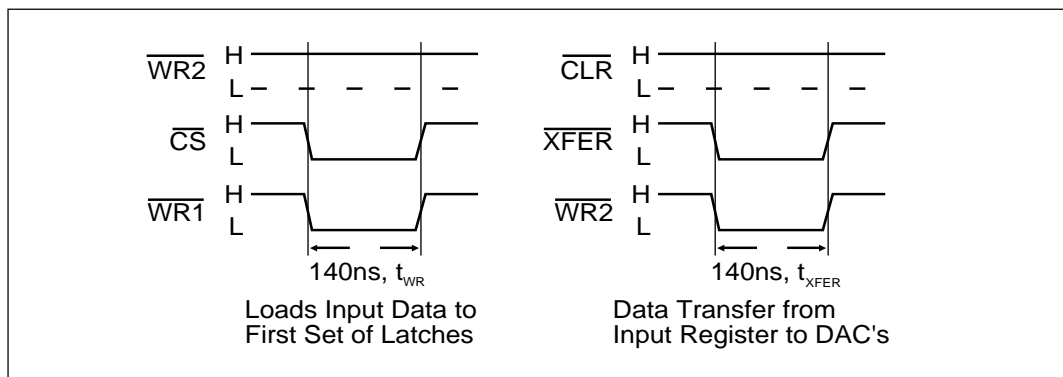 WR2 H
L
CS H
L
WR1 H
L
140ns, tWR
Loads Input Data to
First Set of Latches
CLR H
L
XFER H
L
WR2 H
L
140ns, tXFER
Data Transfer from
Input Register to DAC's